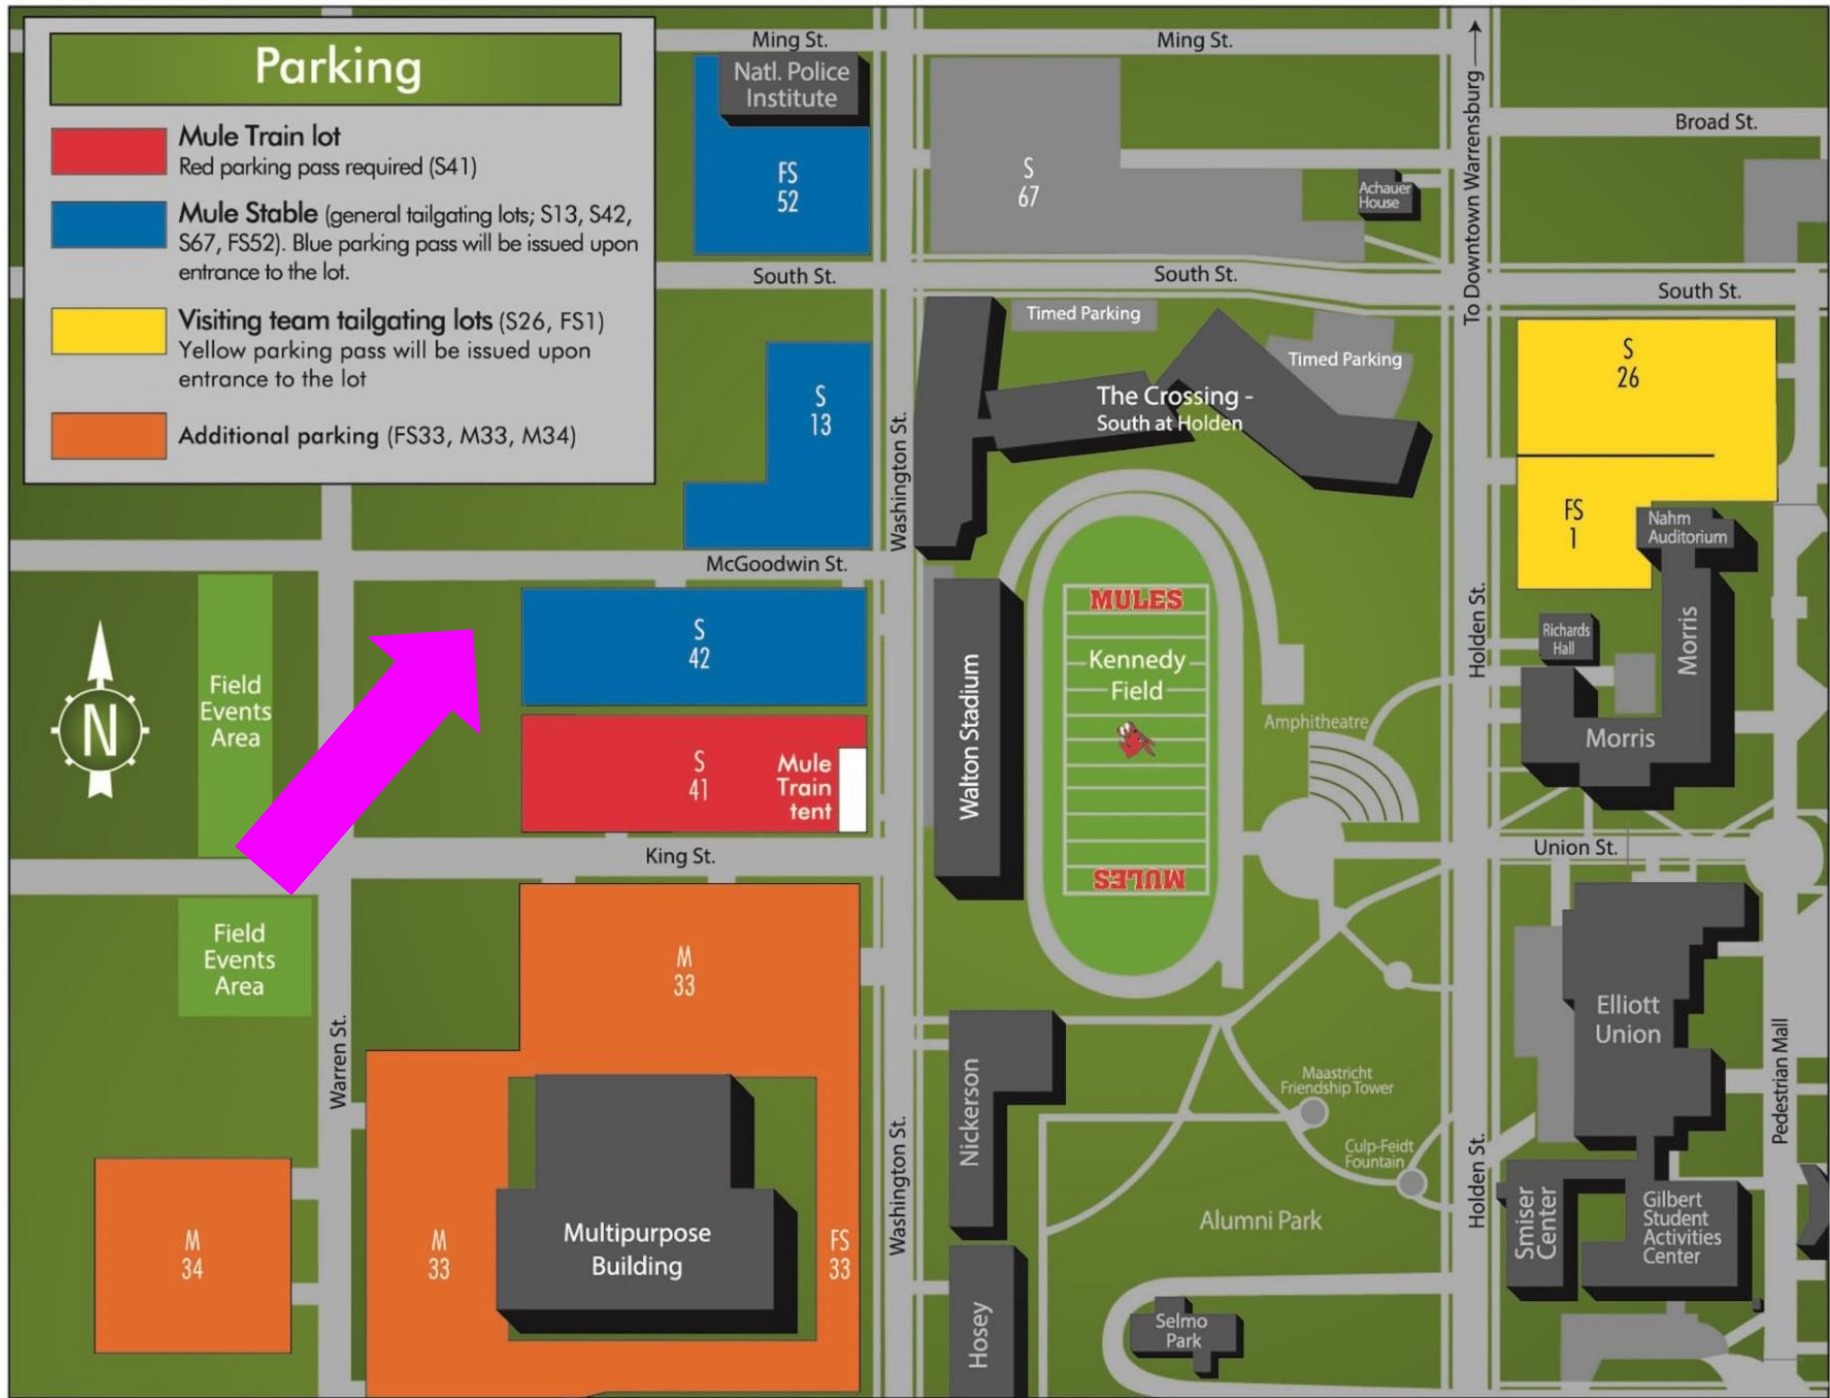 Parking
Mule Train lot
Red parking pass required (S41)
Mule Stable (general tailgating lots; S13, S42,
S67, FS52). Blue parking pass will be issued upon
entrance to the lot.
Visiting team tailgating lots (S26, FS1)
Yellow parking pass will be issued upon
entrance to the lot
Additional parking (FS33, M33, M34)
Ming St.
Ming St.
Natl. Police
Institute
FS
52
S
67
Achauer
House
To Downtown Warrensburg
Broad St.
South St.
South St.
South St.
Timed Parking
Timed Parking
The Crossing -
South at Holden
S
13
Washington St.
S
26
FS
1
Nahm
Auditorium
McGoodwin St.
S
42
S
41
Mule
Train
tent
Field
Events
Area
N
Walton Stadium
MULES
Kennedy
Field
MULES
Amphitheatre
Holden St.
Richards
Hall
Morris
Morris
King St.
Union St.
Field
Events
Area
M
33
Warren St.
Elliott
Union
Pedestrian Mall
Nickerson
Maastricht
Friendship Tower
Culp-Feidt
Fountain
Washington St.
Holden St.
Alumni Park
M
34
M
33
Multipurpose
Building
FS
33
Smiser
Center
Gilbert
Student
Activities
Center
Hosey
Selmo
Park